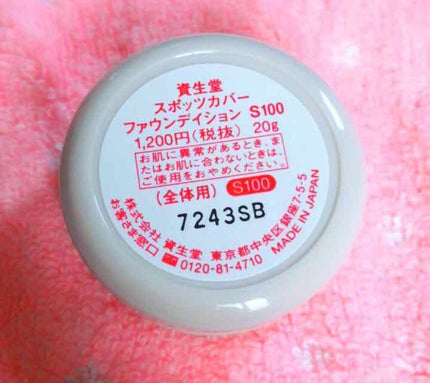 資生堂
スポッツカバー
ファウンデイション S100
1,200円(税抜) 20g
お肌に異常があるとき、ま
たはお肌に合わないときは、
ご使用をおやめください。
(全体用) S100
7243SB
株式会社 資生堂 東京都中央区銀座7-5-5
お客さま窓口 0120-81-4710 MADE IN JAPAN